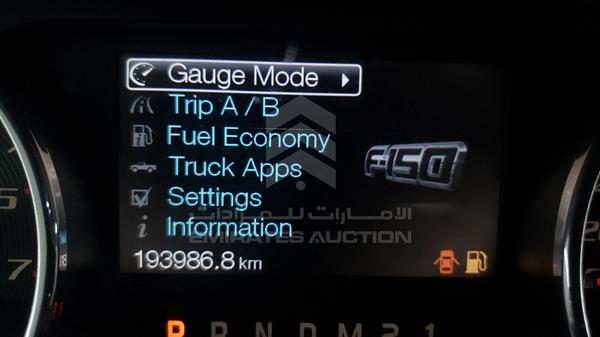 Gauge Mode
Trip A / B
Fuel Economy
Truck Apps
F-150
Settings
الامارات للمزادات
Information
EMIRATES AUCTION
193986.8 km
P R N D M 2 1
7